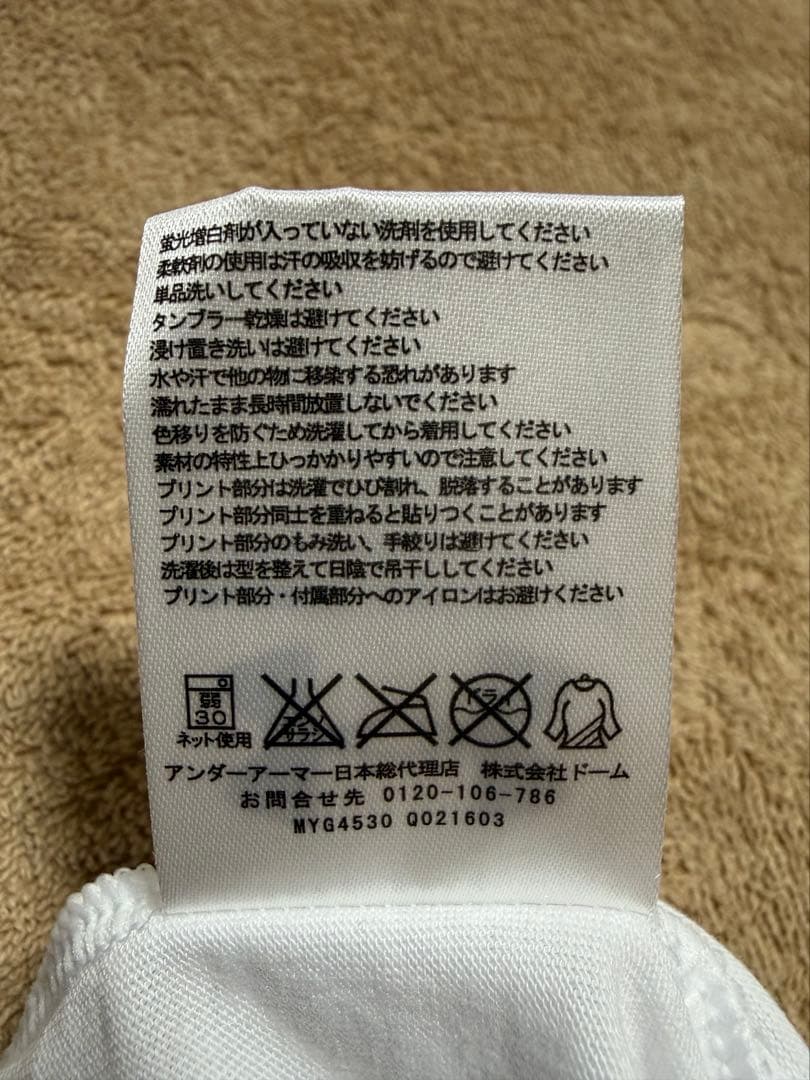 蛍光増白剤が入っていない洗剤を使用してください
柔軟剤の使用は汗の吸収を妨げるので避けてください
単品洗いしてください
タンブラー乾燥は避けてください
浸け置き洗いは避けてください
水や汗で他の物に移染する恐れがあります
濡れたまま長時間放置しないでください
色移りを防ぐため洗濯してから着用してください
素材の特性上ひっかかりやすいので注意してください
プリント部分は洗濯でひび割れ、脱落することがあります
プリント部分同士を重ねると貼りつくことがあります
プリント部分のもみ洗い、手絞りは避けてください
洗濯後は型を整えて日陰で吊干ししてください
プリント部分・付属部分へのアイロンはお避けください
弱
30
ネット使用
エンソ
サラシ
ドライ
アンダーアーマー日本総代理店 株式会社ドーム
お問合せ先 0120-106-786
MYG4530 Q021603